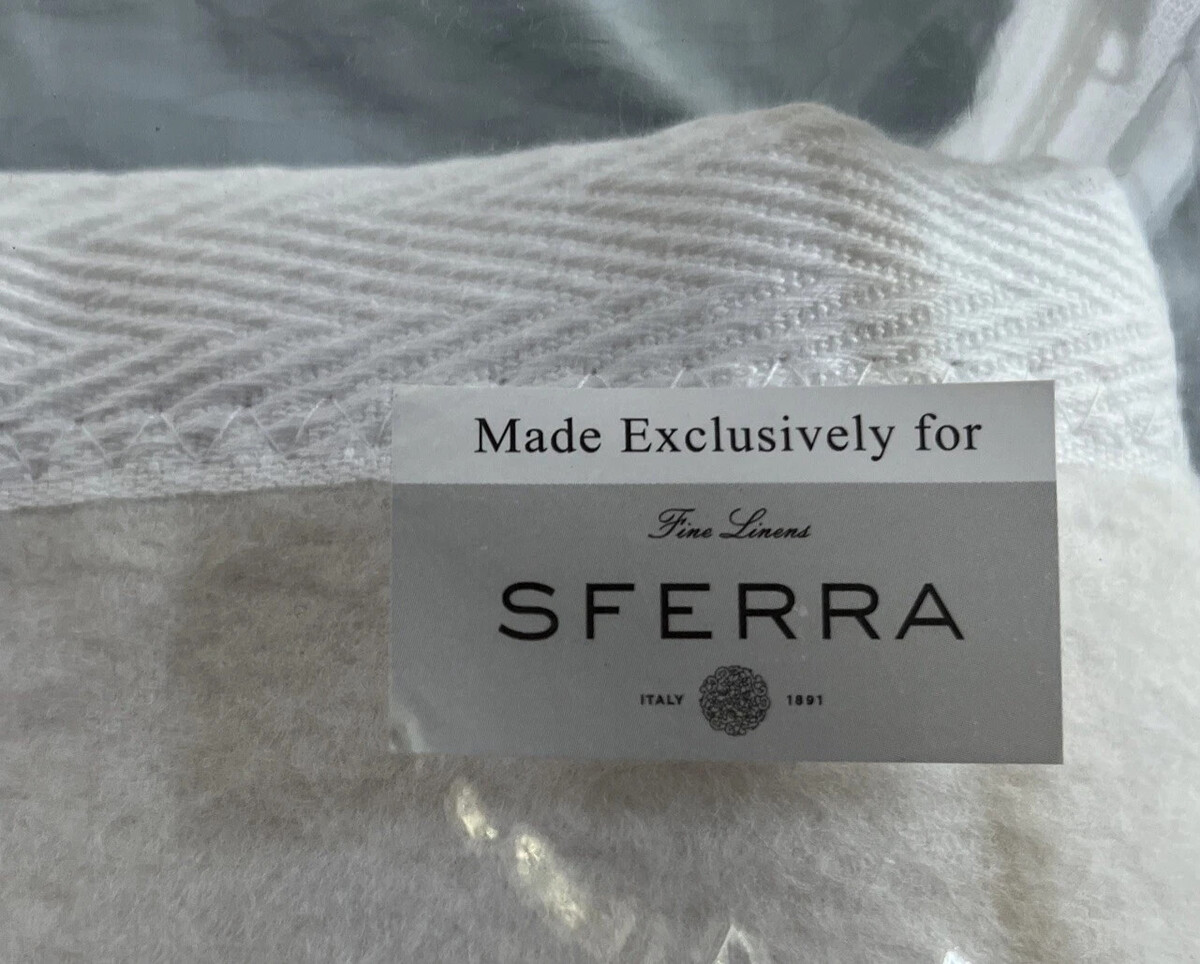 Made Exclusively for
Fine Linens
SFERRA
ITALY 1891